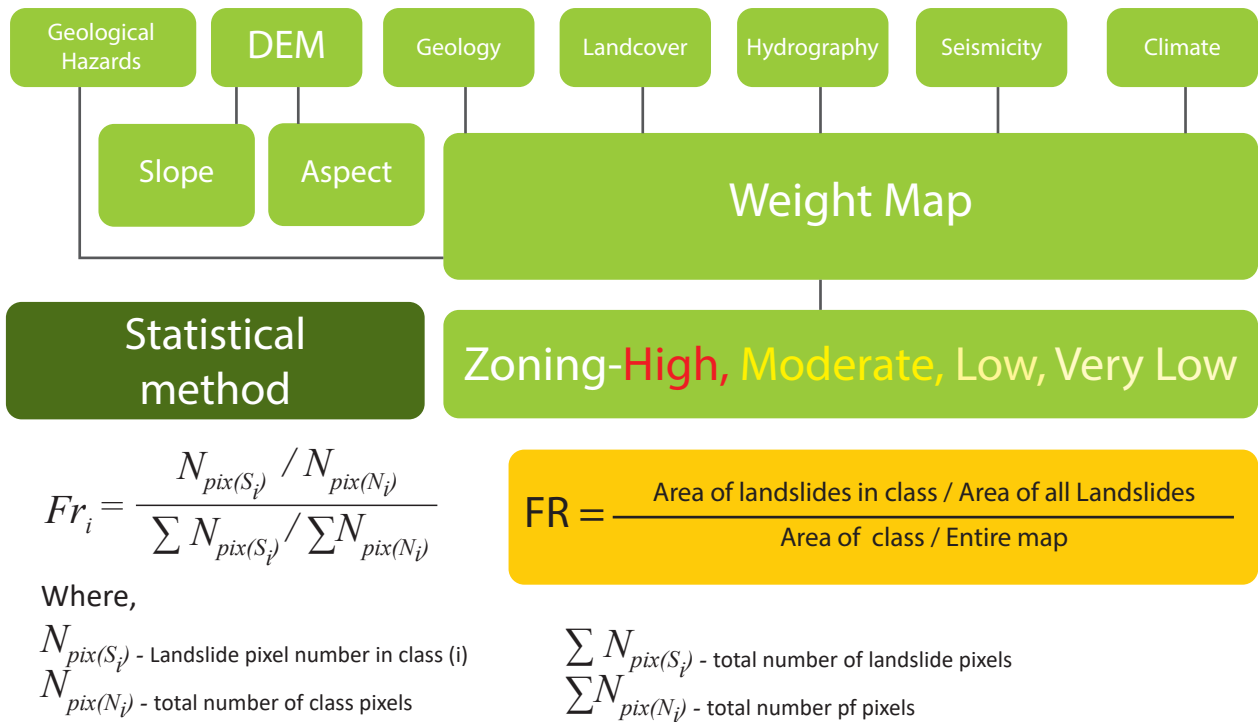 Geological
Hazards
DEM
Geology
Landcover
Hydrography
Seismicity
Climate
Slope
Aspect
Weight Map
Statistical
method
Zoning-High, Moderate, Low, Very Low
Fr_i = (N_pix(S_i) / N_pix(N_i)) / (∑ N_pix(S_i) / ∑N_pix(N_i))
FR = Area of landslides in class / Area of all Landslides
Area of class / Entire map
Where,
N_pix(S_i) - Landslide pixel number in class (i)
N_pix(N_i) - total number of class pixels
∑ N_pix(S_i) - total number of landslide pixels
∑N_pix(N_i) - total number pf pixels